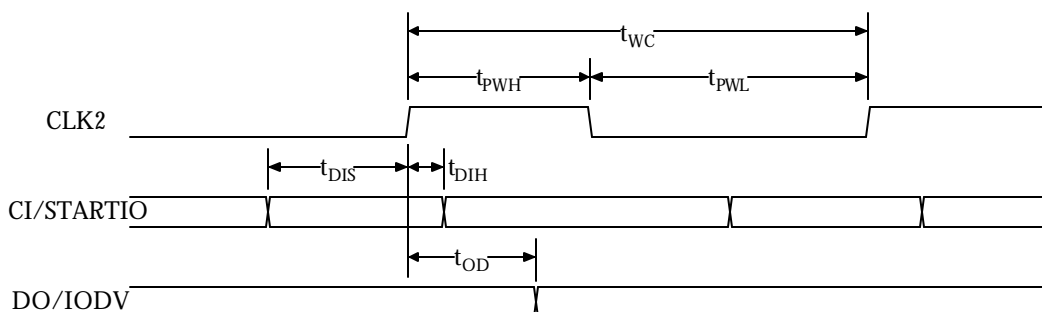 tWC
tPWH tPWL
CLK2
tDIS tDIH
CI/STARTIO
tOD
DO/IODV